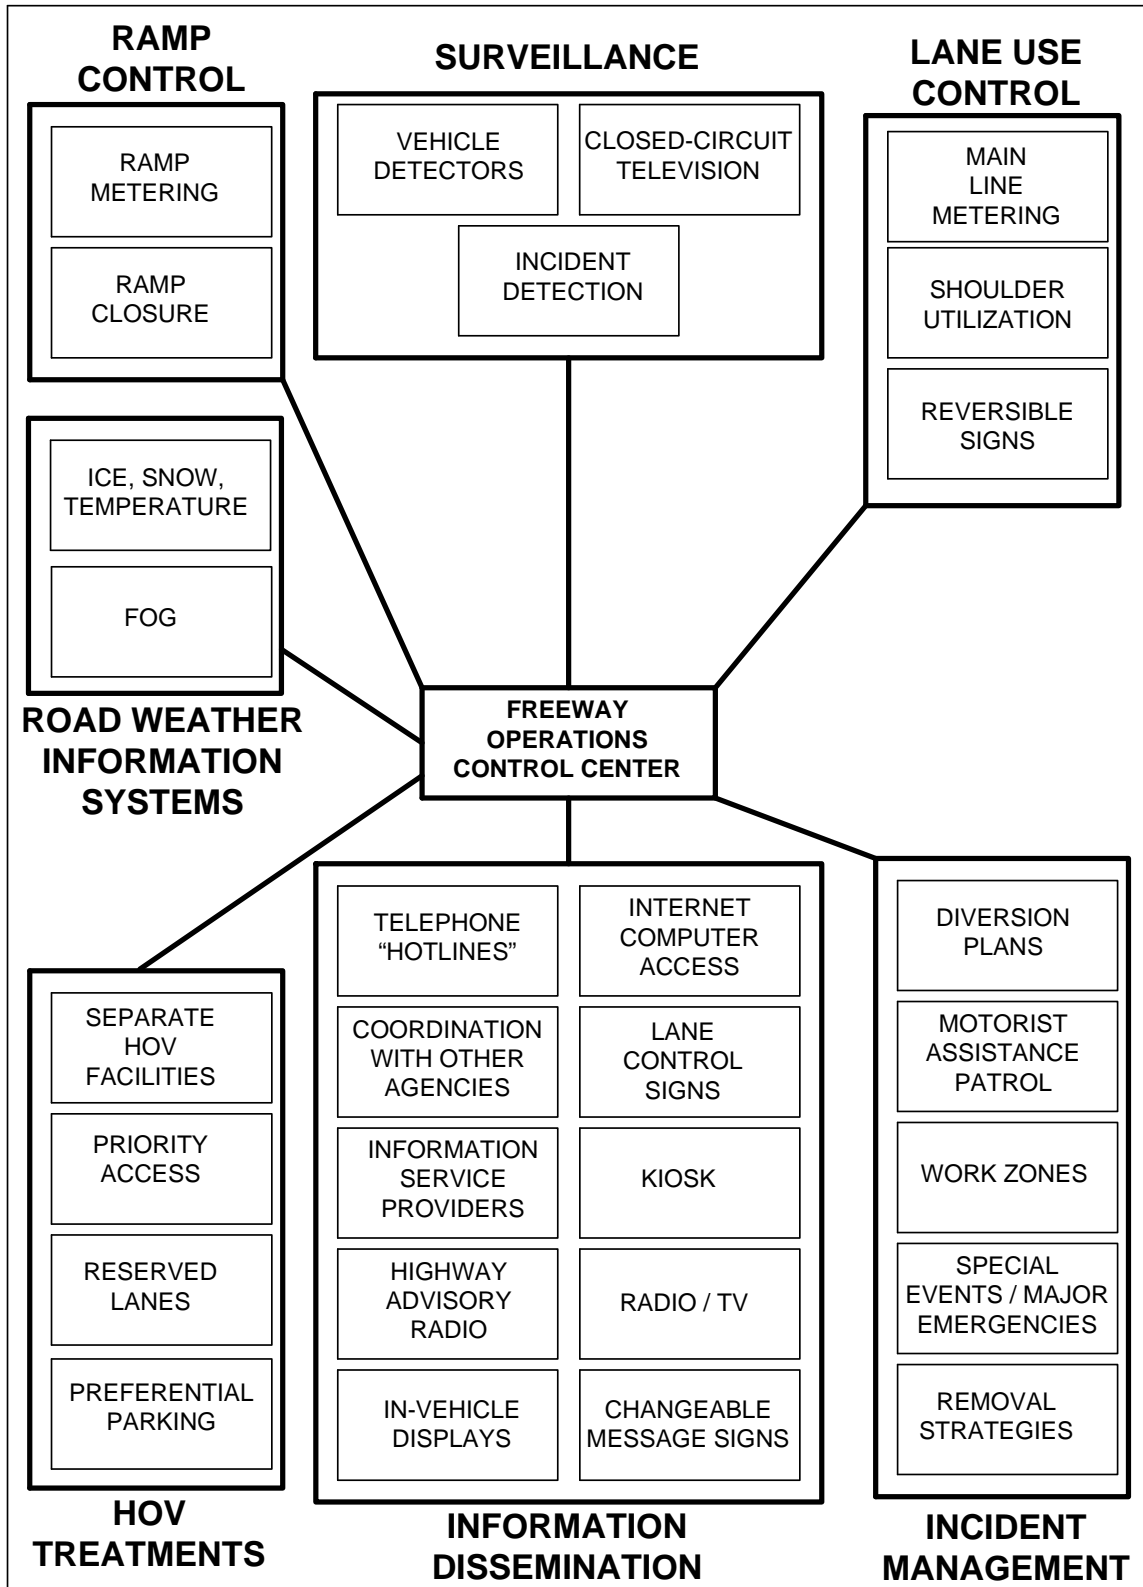 RAMP
CONTROL
RAMP
METERING
RAMP
CLOSURE
SURVEILLANCE
VEHICLE
DETECTORS
CLOSED-CIRCUIT
TELEVISION
INCIDENT
DETECTION
LANE USE
CONTROL
MAIN
LINE
METERING
SHOULDER
UTILIZATION
REVERSIBLE
SIGNS
ICE, SNOW,
TEMPERATURE
FOG
ROAD WEATHER
INFORMATION
SYSTEMS
FREEWAY
OPERATIONS
CONTROL CENTER
SEPARATE
HOV
FACILITIES
PRIORITY
ACCESS
RESERVED
LANES
PREFERENTIAL
PARKING
HOV
TREATMENTS
TELEPHONE
“HOTLINES”
INTERNET
COMPUTER
ACCESS
COORDINATION
WITH OTHER
AGENCIES
LANE
CONTROL
SIGNS
INFORMATION
SERVICE
PROVIDERS
KIOSK
HIGHWAY
ADVISORY
RADIO
RADIO / TV
IN-VEHICLE
DISPLAYS
CHANGEABLE
MESSAGE SIGNS
INFORMATION
DISSEMINATION
DIVERSION
PLANS
MOTORIST
ASSISTANCE
PATROL
WORK ZONES
SPECIAL
EVENTS / MAJOR
EMERGENCIES
REMOVAL
STRATEGIES
INCIDENT
MANAGEMENT